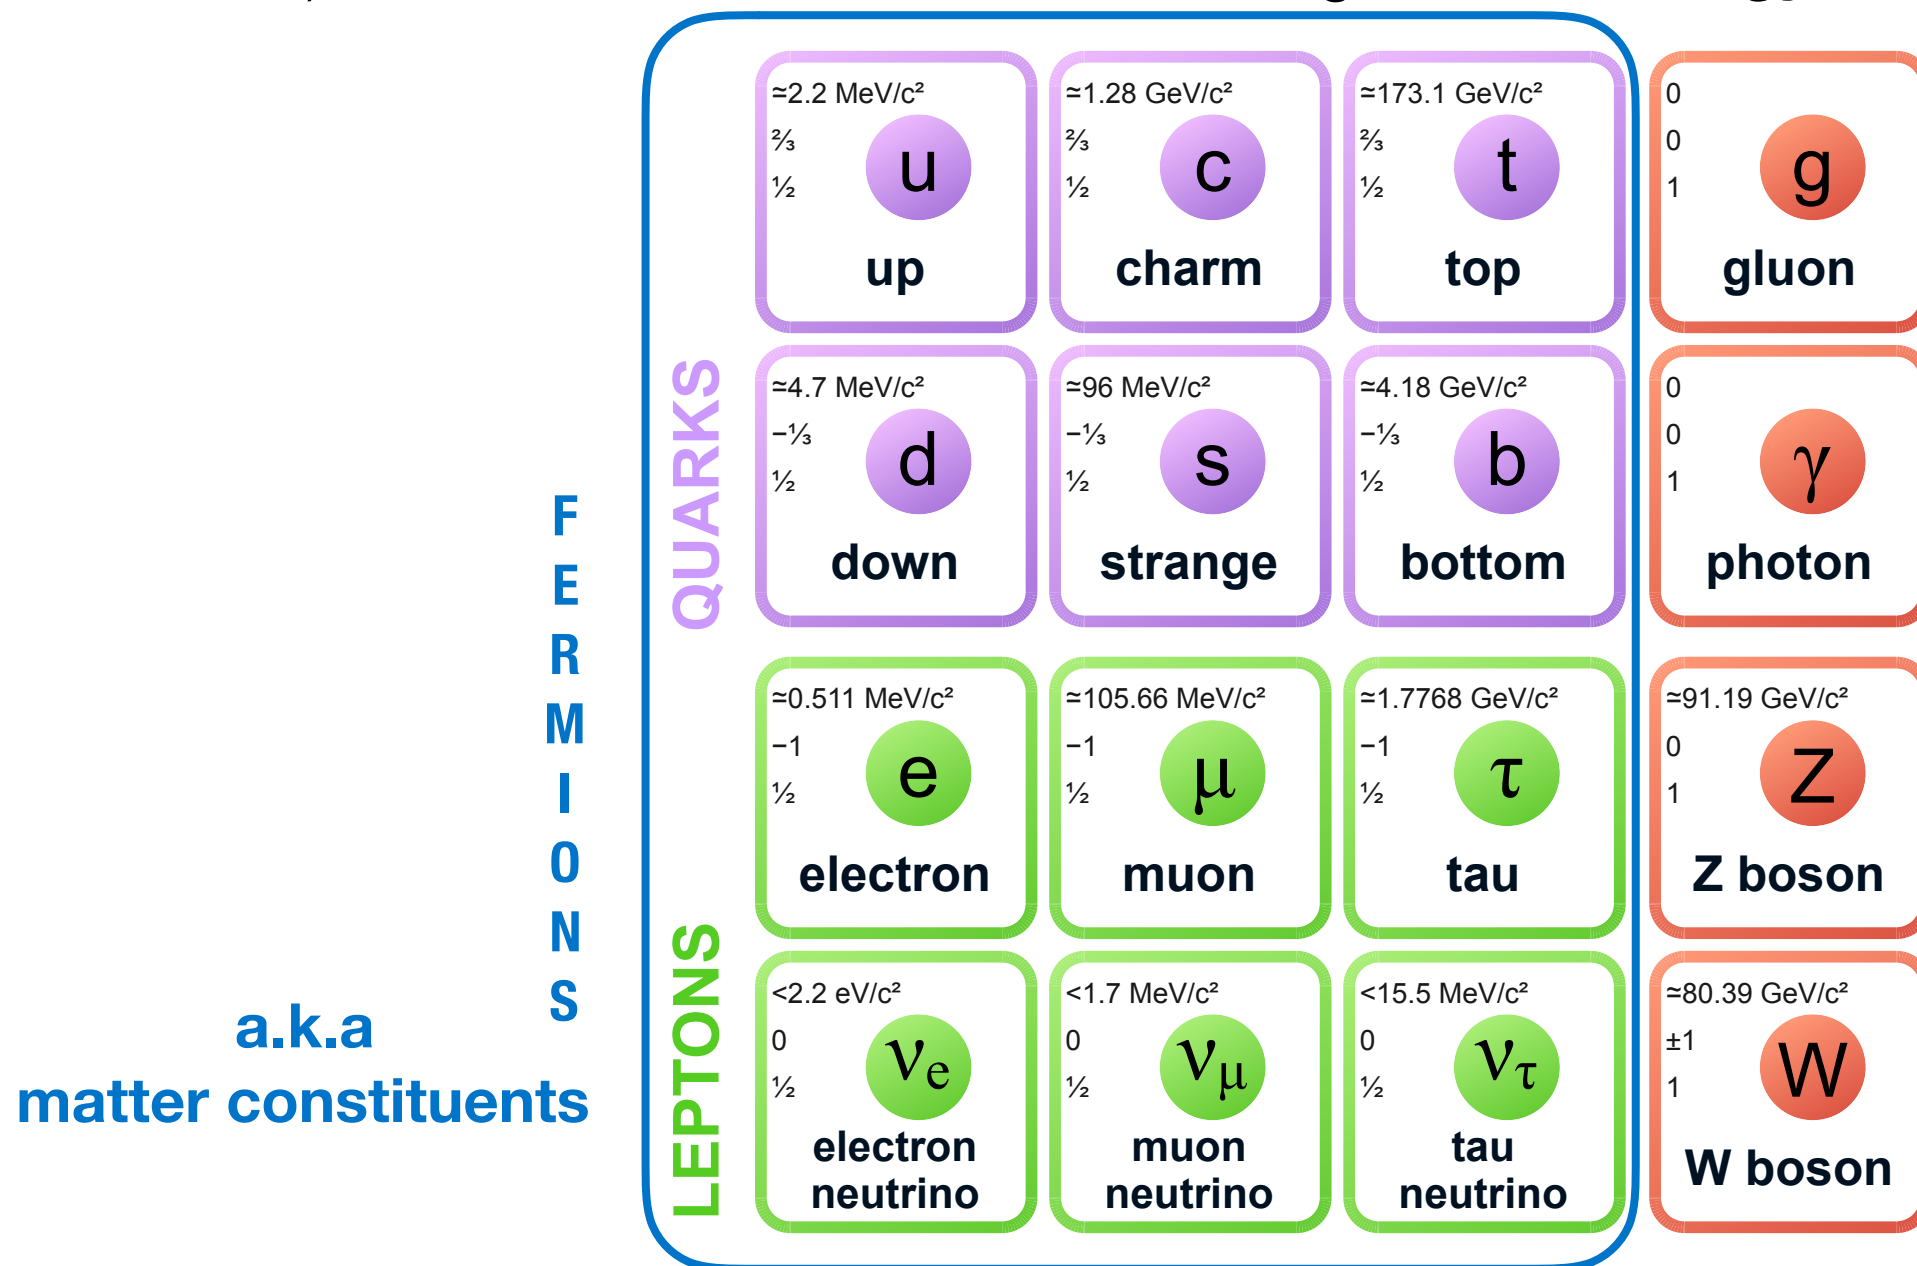 QUARKS
≃2.2 MeV/c²
⅔
½
u
up
≃1.28 GeV/c²
⅔
½
c
charm
≃173.1 GeV/c²
⅔
½
t
top
0
0
1
g
gluon
≃4.7 MeV/c²
−⅓
½
d
down
≃96 MeV/c²
−⅓
½
s
strange
≃4.18 GeV/c²
−⅓
½
b
bottom
0
0
1
γ
photon
FERMIONS
a.k.a
matter constituents
LEPTONS
≃0.511 MeV/c²
−1
½
e
electron
≃105.66 MeV/c²
−1
½
μ
muon
≃1.7768 GeV/c²
−1
½
τ
tau
≃91.19 GeV/c²
0
1
Z
Z boson
<2.2 eV/c²
0
½
νe
electron
neutrino
<1.7 MeV/c²
0
½
νμ
muon
neutrino
<15.5 MeV/c²
0
½
ντ
tau
neutrino
≃80.39 GeV/c²
±1
1
W
W boson